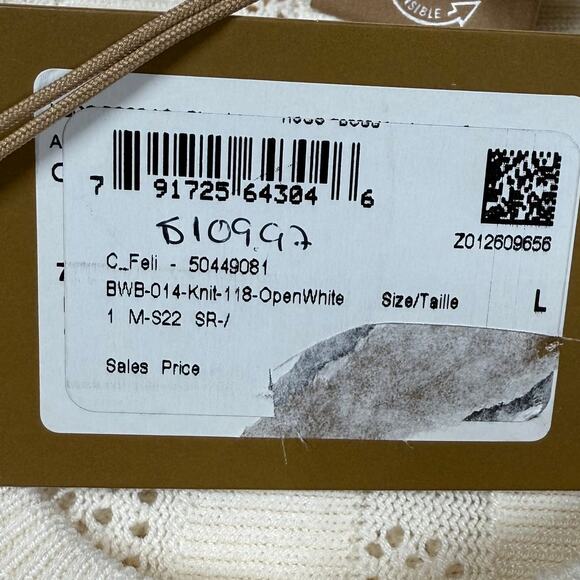 SIBLE
7 91725 64304 6
Z012609656
C_Feli - 50449081
BWB-014-Knit-118-OpenWhite Size/Taille L
1 M-S22 SR-/
Sales Price